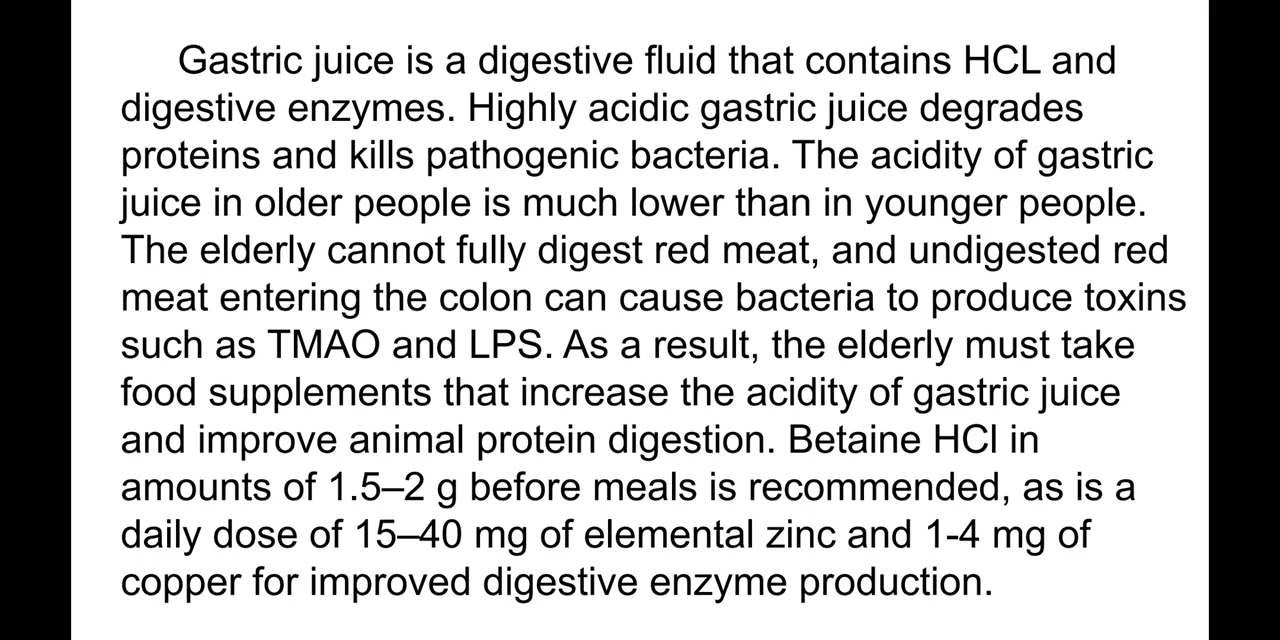 Gastric juice is a digestive fluid that contains HCL and
digestive enzymes. Highly acidic gastric juice degrades
proteins and kills pathogenic bacteria. The acidity of gastric
juice in older people is much lower than in younger people.
The elderly cannot fully digest red meat, and undigested red
meat entering the colon can cause bacteria to produce toxins
such as TMAO and LPS. As a result, the elderly must take
food supplements that increase the acidity of gastric juice
and improve animal protein digestion. Betaine HCl in
amounts of 1.5–2 g before meals is recommended, as is a
daily dose of 15–40 mg of elemental zinc and 1-4 mg of
copper for improved digestive enzyme production.